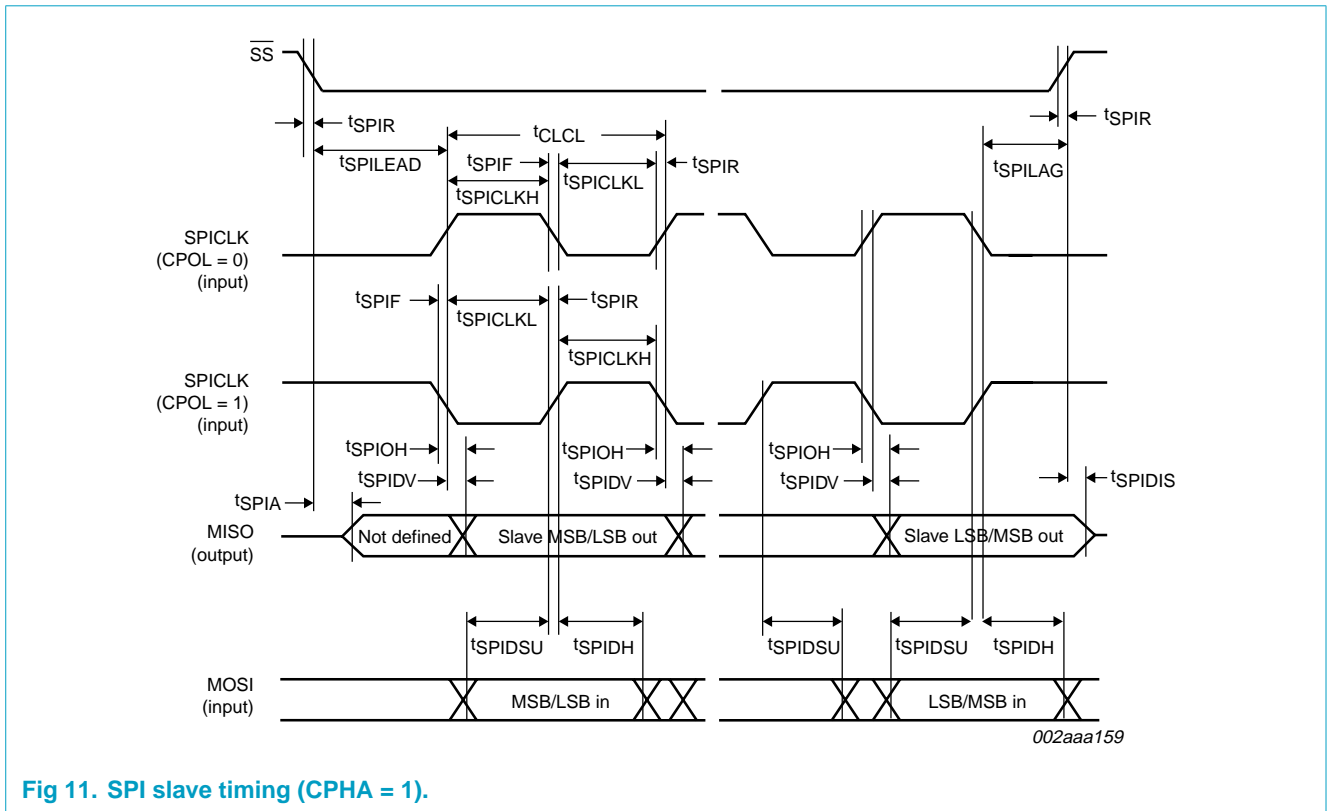 SS
tSPIR
tCLCL
tSPIR
tSPILEAD
tSPIF
tSPICLKL
tSPIR
tSPILAG
tSPICLKH
SPICLK
(CPOL = 0)
(input)
tSPIF
tSPICLKL
tSPIR
tSPICLKH
SPICLK
(CPOL = 1)
(input)
tSPIOH
tSPIOH
tSPIOH
tSPIDV
tSPIDV
tSPIDV
tSPIDIS
tSPIA
MISO
(output)
Not defined
Slave MSB/LSB out
Slave LSB/MSB out
tSPIDSU
tSPIDH
tSPIDSU
tSPIDSU
tSPIDH
MOSI
(input)
MSB/LSB in
LSB/MSB in
002aaa159
Fig 11. SPI slave timing (CPHA = 1).